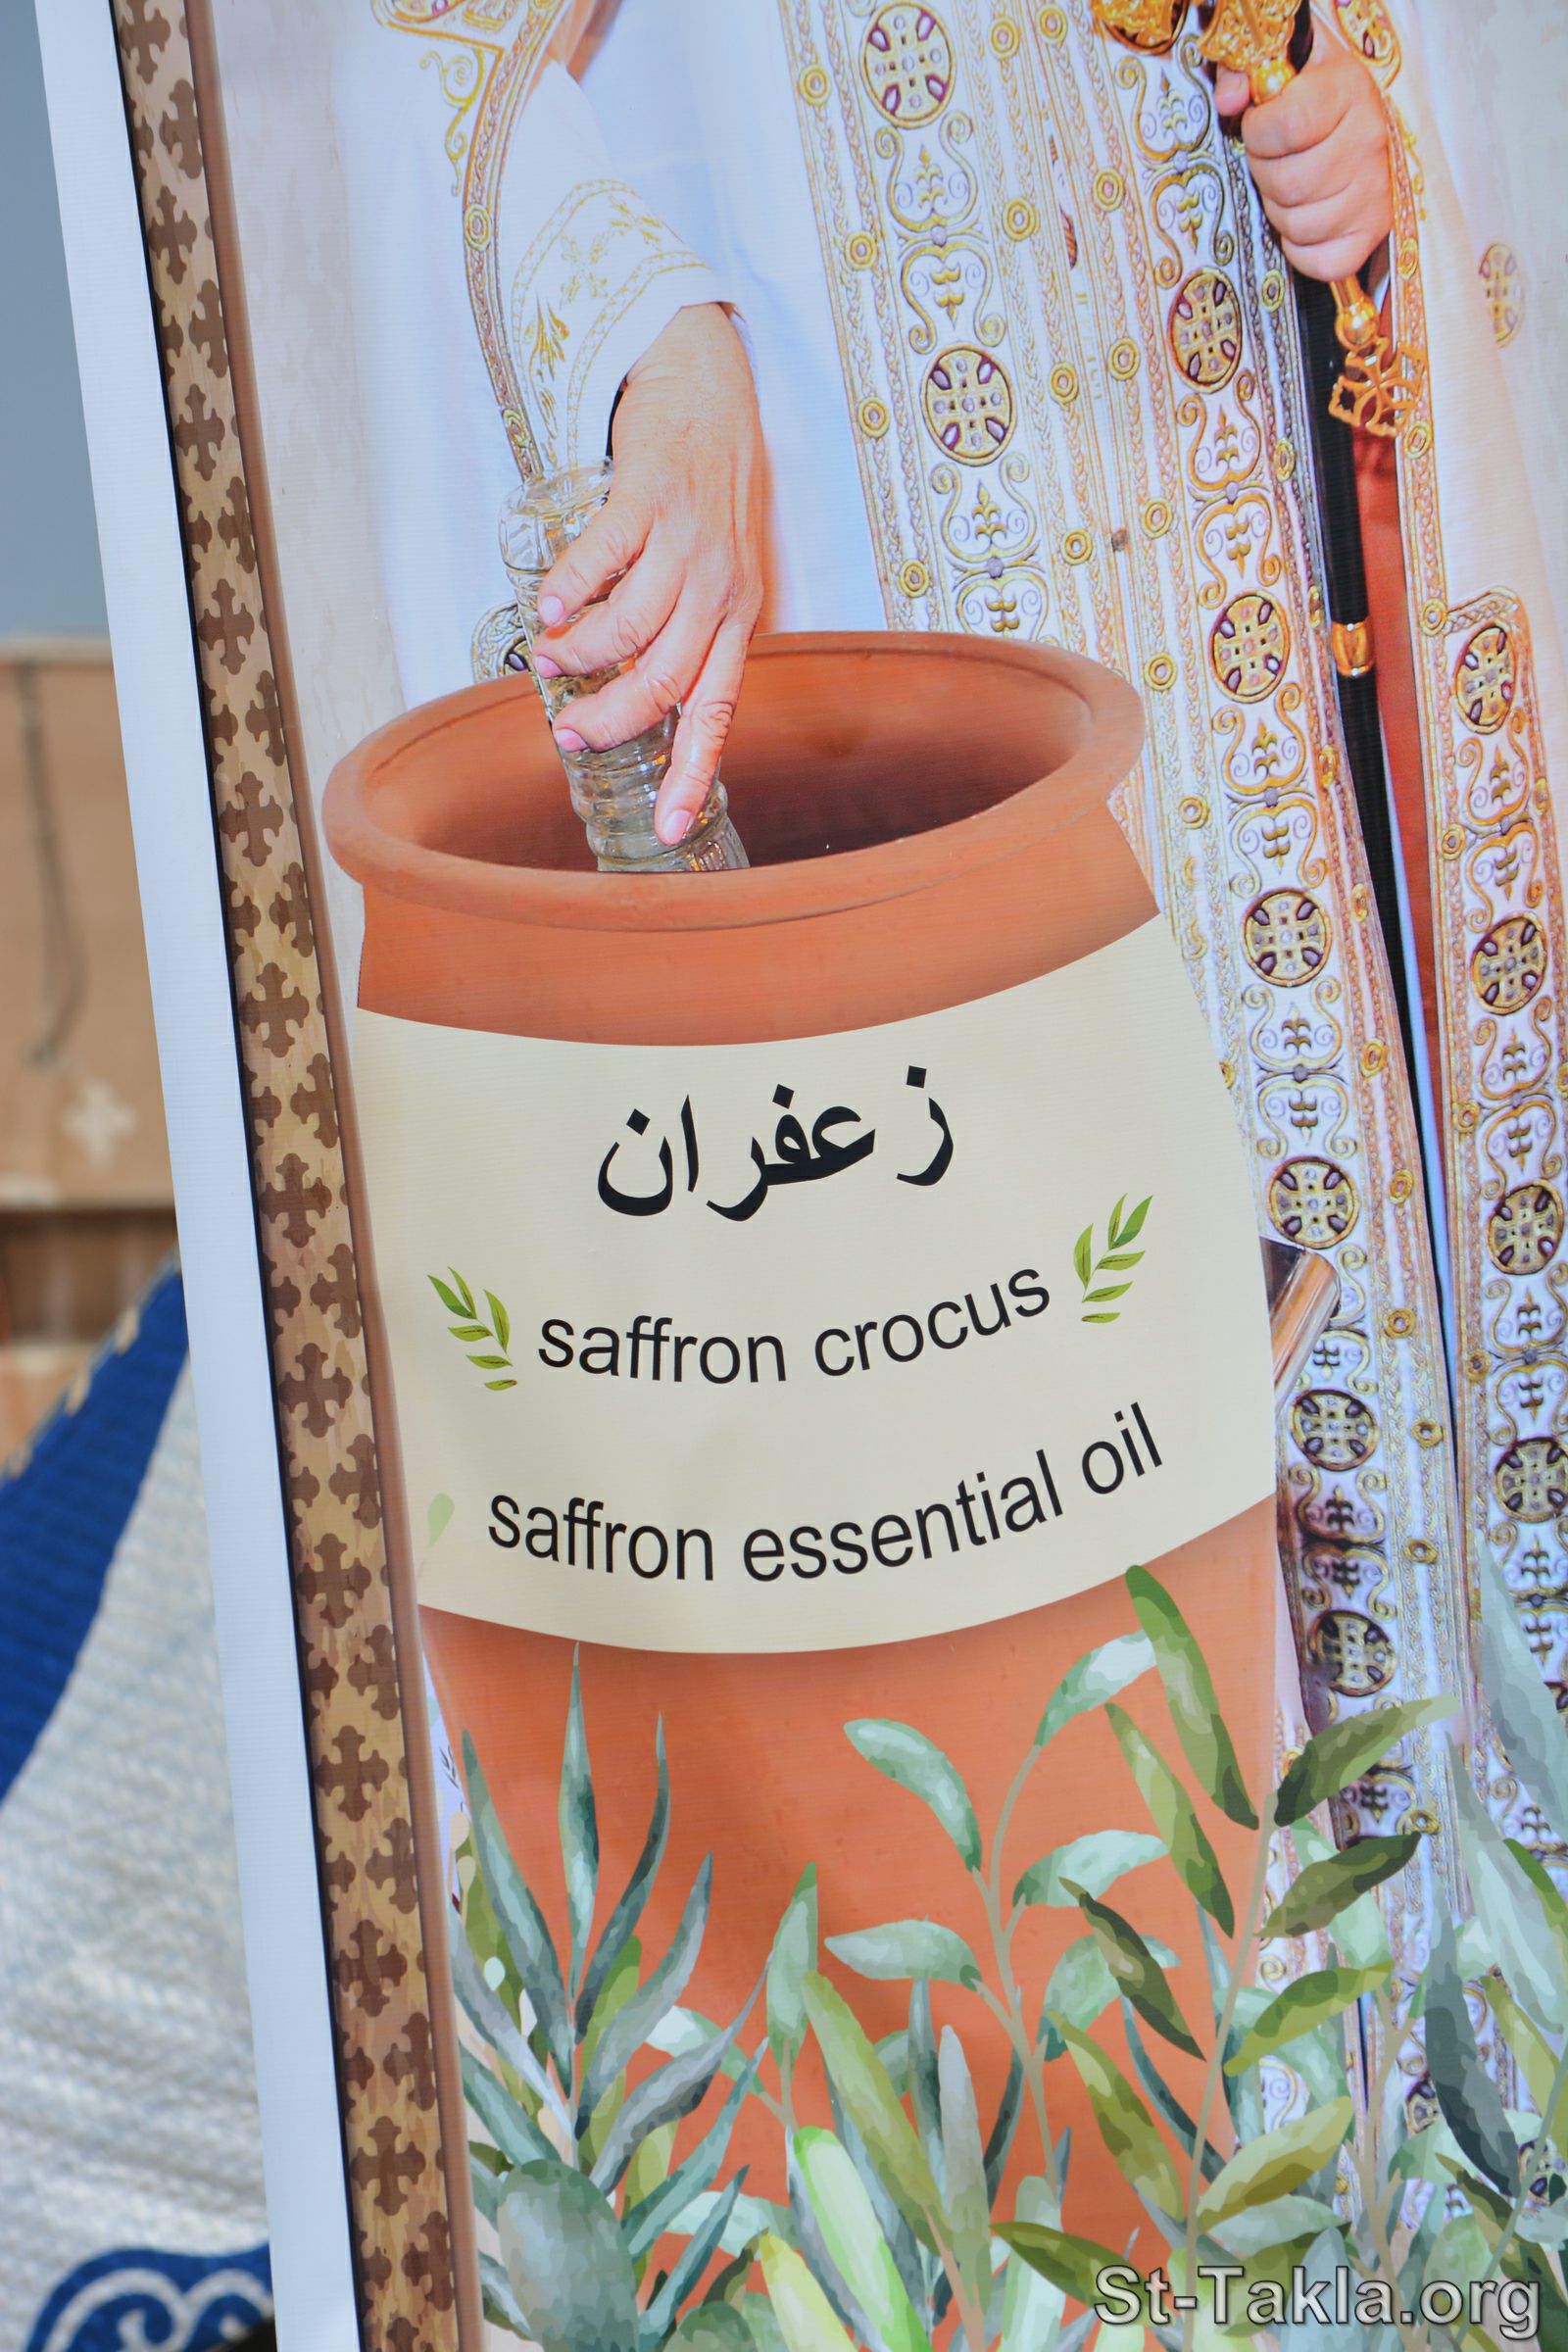 زعفران
saffron crocus
saffron essential oil
St-Takla.org